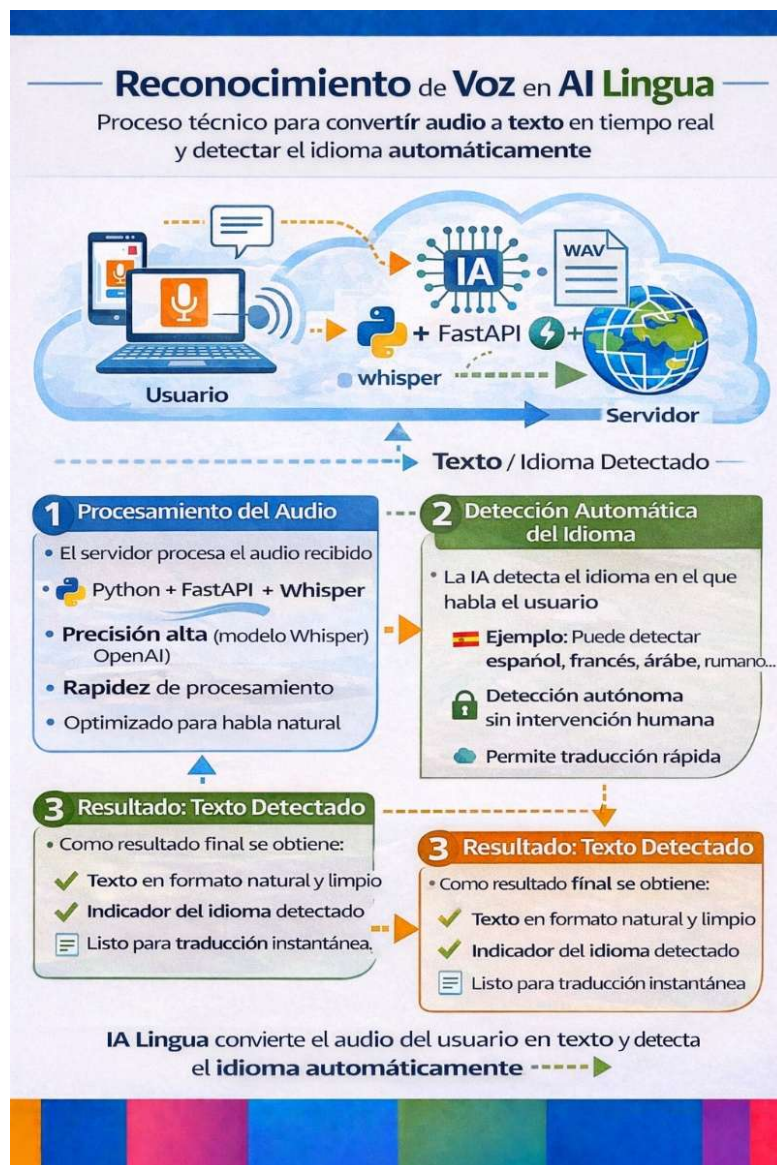 Reconocimiento de Voz en AI Lingua
Proceso técnico para convertír audio a texto en tiempo real
y detectar el idioma automáticamente
IA
WAV
+ FastAPI +
whisper
Usuario
Servidor
Texto / Idioma Detectado
1 Procesamiento del Audio
• El servidor procesa el audio recibido
• Python + FastAPI + Whisper
• Precisión alta (modelo Whisper)
OpenAI)
• Rapidez de procesamiento
• Optimizado para habla natural
2 Detección Automática
del Idioma
• La IA detecta el idioma en el que
habla el usuario
Ejemplo: Puede detectar
español, francés, árábe, rumano...
Detección autónoma
sin intervención humana
Permite traducción rápida
3 Resultado: Texto Detectado
• Como resultado final se obtiene:
Texto en formato natural y limpio
Indicador del idioma detectado
Listo para traducción instantánea.
3 Resultado: Texto Detectado
• Como resultado fínal se obtiene:
Texto en formato natural y limpio
Indicador del idioma detectado
Listo para traducción instantánea
IA Lingua convierte el audio del usuario en texto y detecta
el idioma automáticamente